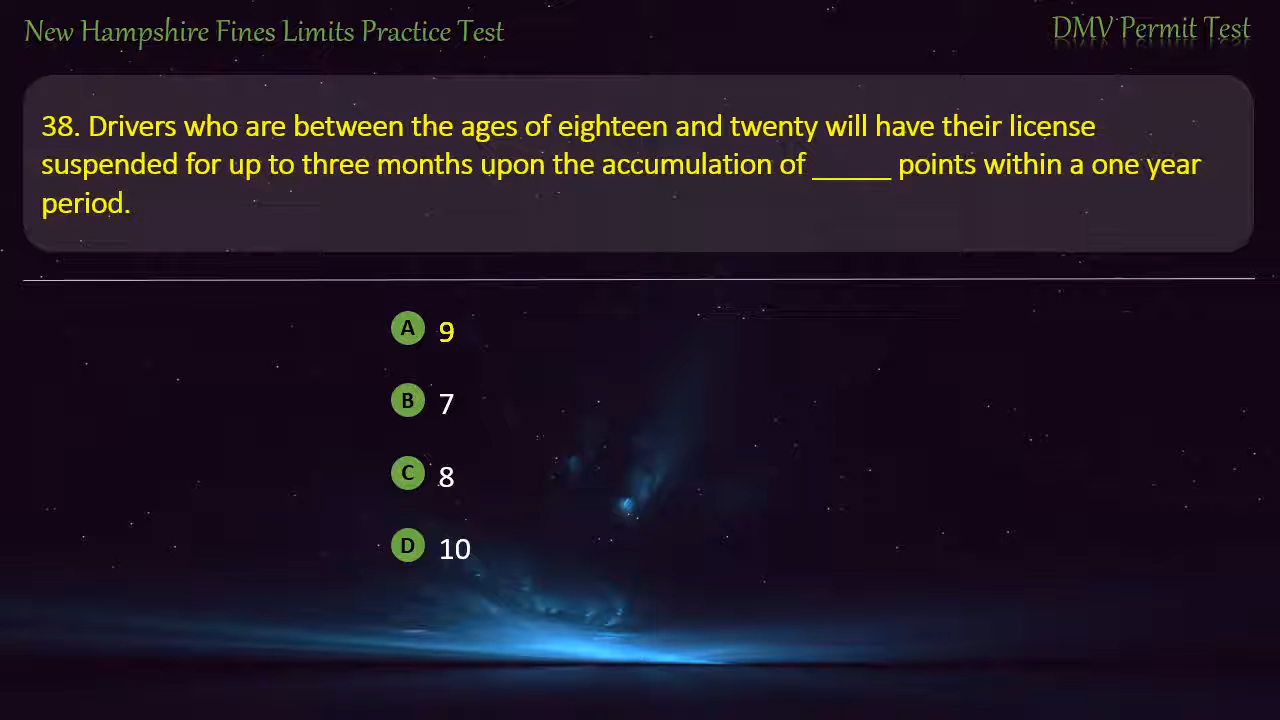 New Hampshire Fines Limits Practice Test
DMV Permit Test
38. Drivers who are between the ages of eighteen and twenty will have their license
suspended for up to three months upon the accumulation of _____ points within a one year
period.
A 9
B 7
C 8
D 10